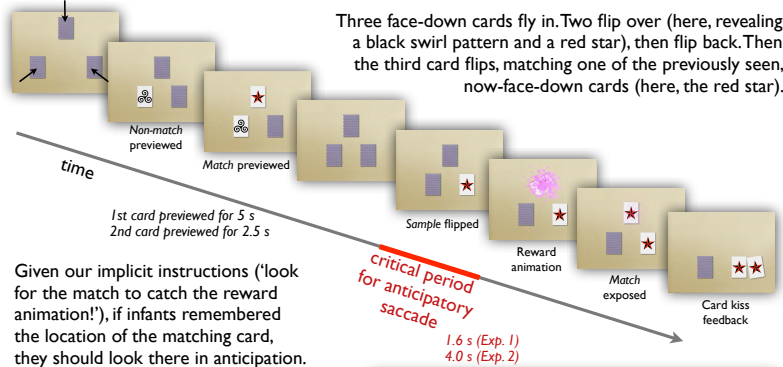 Three face-down cards fly in. Two flip over (here, revealing
a black swirl pattern and a red star), then flip back. Then
the third card flips, matching one of the previously seen,
now-face-down cards (here, the red star).
Non-match
previewed
Match previewed
time
1st card previewed for 5 s
2nd card previewed for 2.5 s
Sample flipped
Reward
animation
Match
exposed
Card kiss
feedback
critical period
for anticipatory
saccade
1.6 s (Exp. 1)
4.0 s (Exp. 2)
Given our implicit instructions (‘look
for the match to catch the reward
animation!’), if infants remembered
the location of the matching card,
they should look there in anticipation.